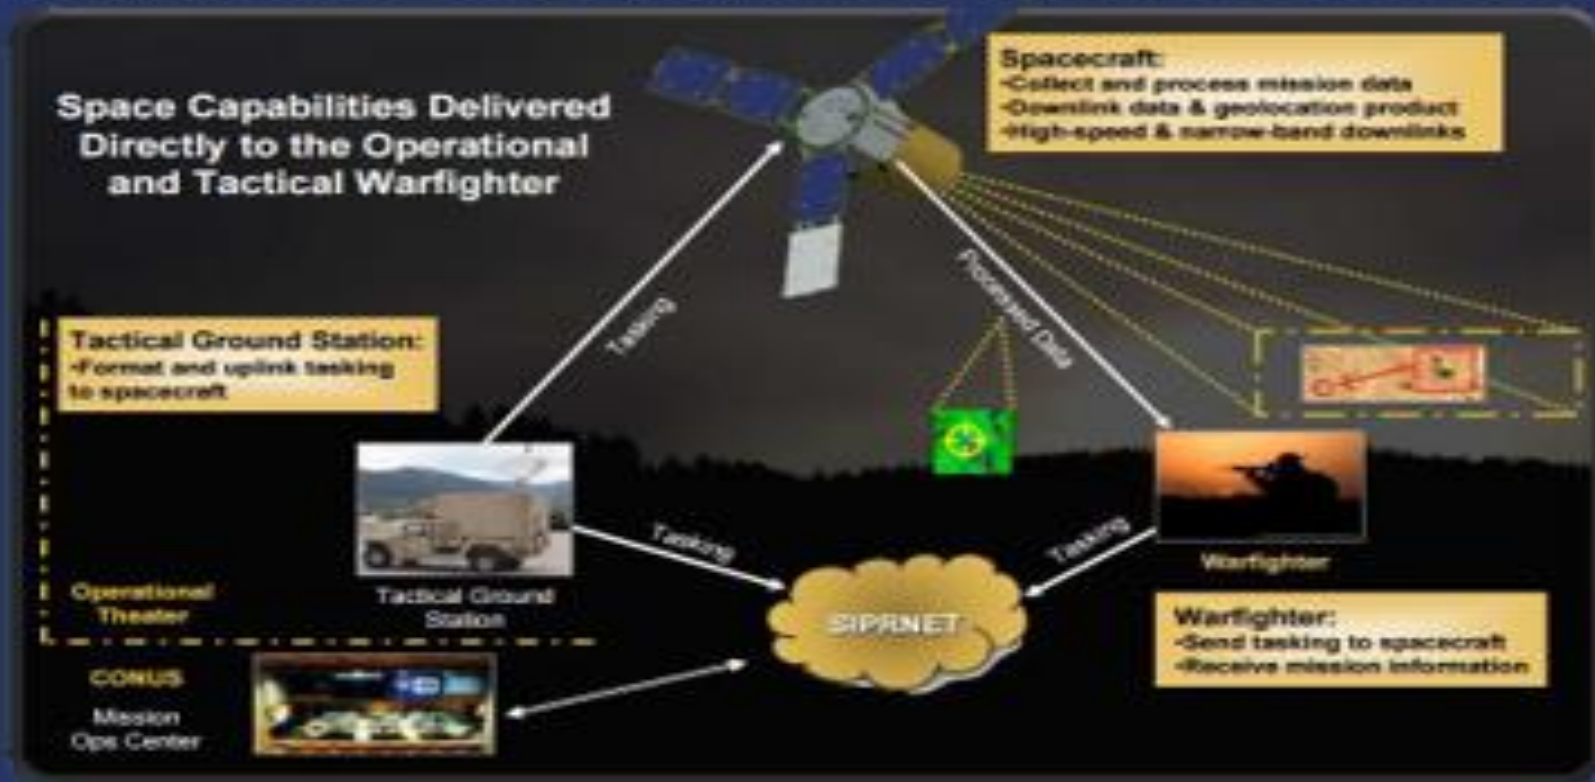 Space Capabilities Delivered
Directly to the Operational
and Tactical Warfighter
Spacecraft:
•Collect and process mission data
•Downlink data & geolocation product
•High-speed & narrow-band downlinks
Tasking
Processed Data
Tactical Ground Station:
•Format and uplink tasking
to spacecraft
Tactical Ground
Station
Tasking
Tasking
SIPRNET
Warfighter
Warfighter:
•Send tasking to spacecraft
•Receive mission information
Operational
Theater
CONUS
Mission
Ops Center